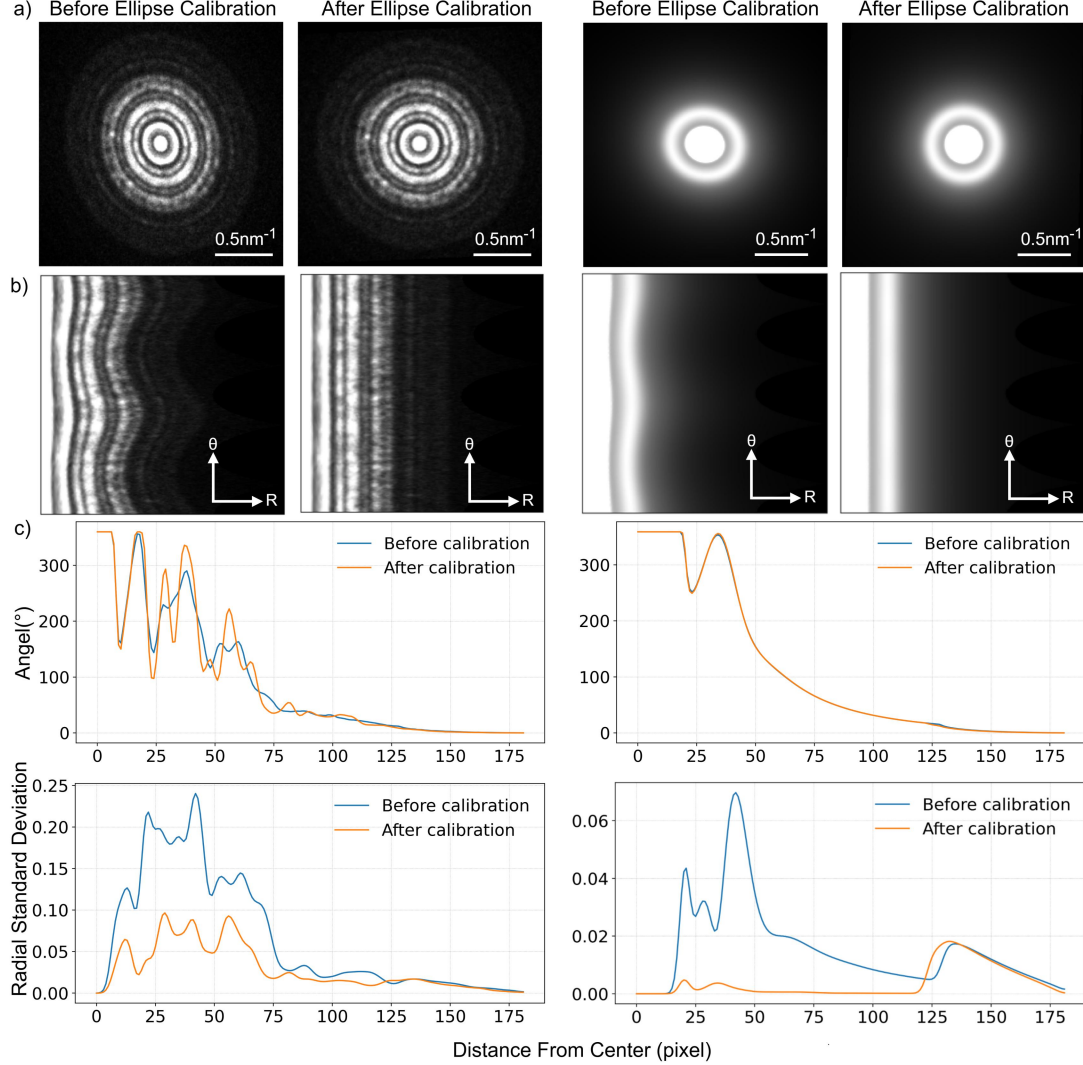 a) Before Ellipse Calibration After Ellipse Calibration Before Ellipse Calibration After Ellipse Calibration
0.5nm-1 0.5nm-1 0.5nm-1 0.5nm-1
b)
θ θ θ θ
R R R R
c)
Before calibration
After calibration
Angel(°)
300
200
100
0
0 25 50 75 100 125 150 175
Before calibration
After calibration
300
200
100
0
0 25 50 75 100 125 150 175
Radial Standard Deviation
0.25
0.20
0.15
0.10
0.05
0.00
Before calibration
After calibration
0 25 50 75 100 125 150 175
0.06
0.04
0.02
0.00
Before calibration
After calibration
0 25 50 75 100 125 150 175
Distance From Center (pixel)